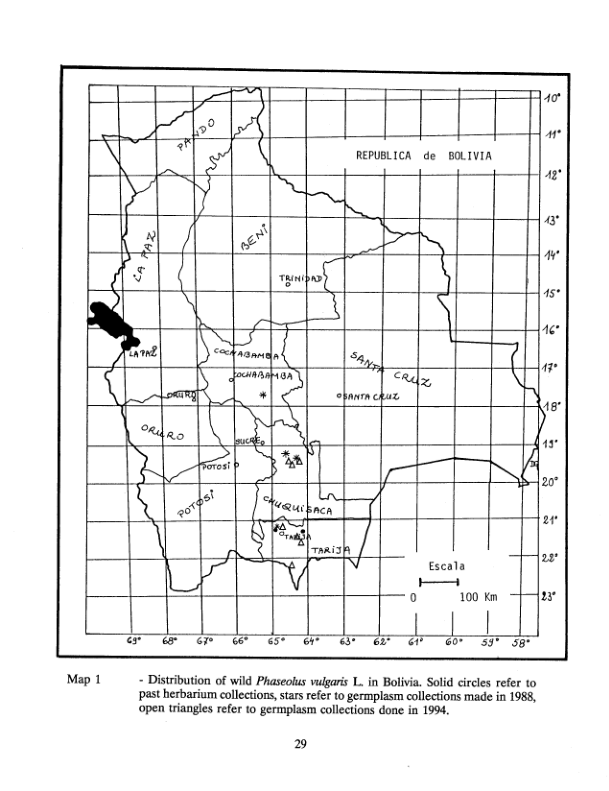 10°
PANDO
11°
REPUBLICA de BOLIVIA
12°
13°
BENI
LA PAZ
14°
TRINIDAD
15°
16°
COCHABAMBA
LA PAZ
SANTA CRUZ
17°
COCHABAMBA
ORURO
SANTA CRUZ
18°
ORURO
SUCRE
19°
POTOSI
20°
POTOSI
CHUQUISACA
21°
TARIJA
TARIJA
22°
Escala
0 100 Km
23°
69° 68° 67° 66° 65° 64° 63° 62° 61° 60° 59° 58°
Map 1 - Distribution of wild Phaseolus vulgaris L. in Bolivia. Solid circles refer to
past herbarium collections, stars refer to germplasm collections made in 1988,
open triangles refer to germplasm collections done in 1994.
29